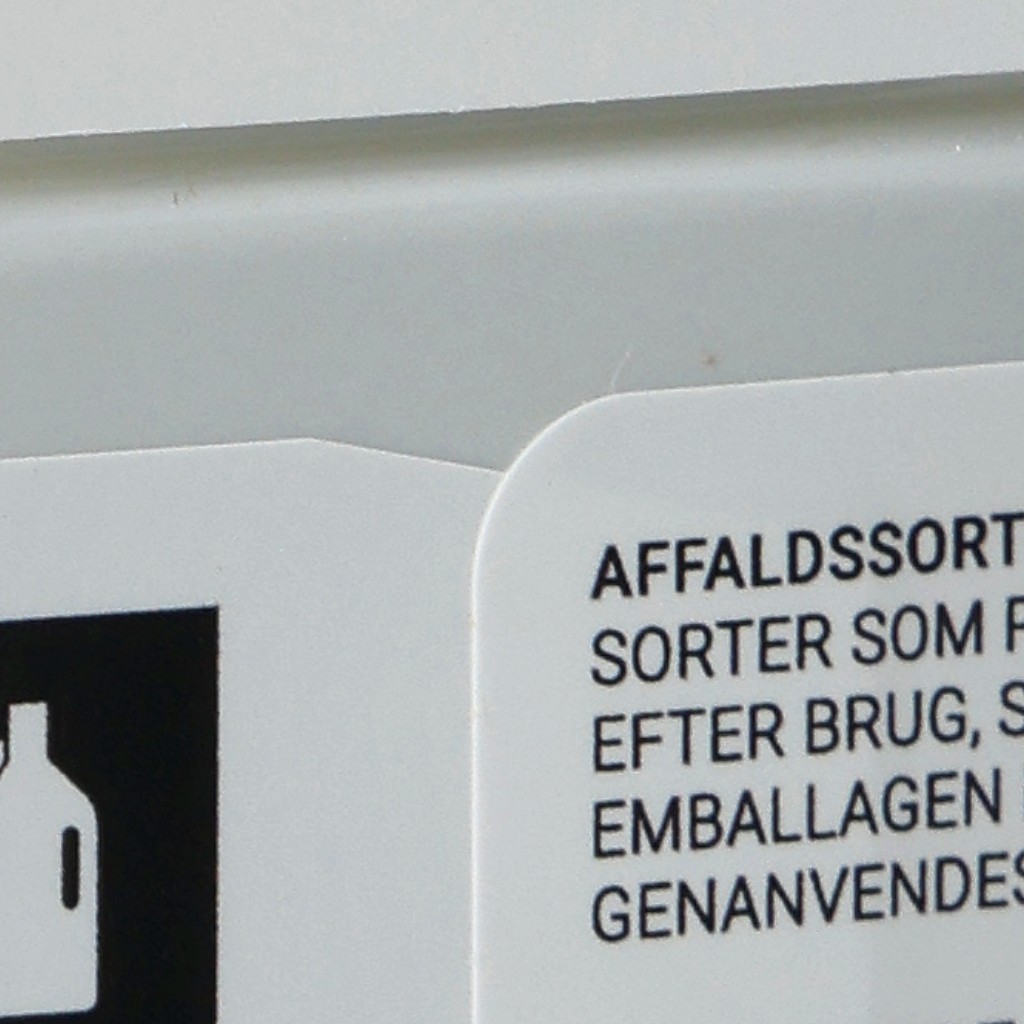 AFFALDSSORT
SORTER SOM
EFTER BRUG, S
EMBALLAGEN
GENANVENDES